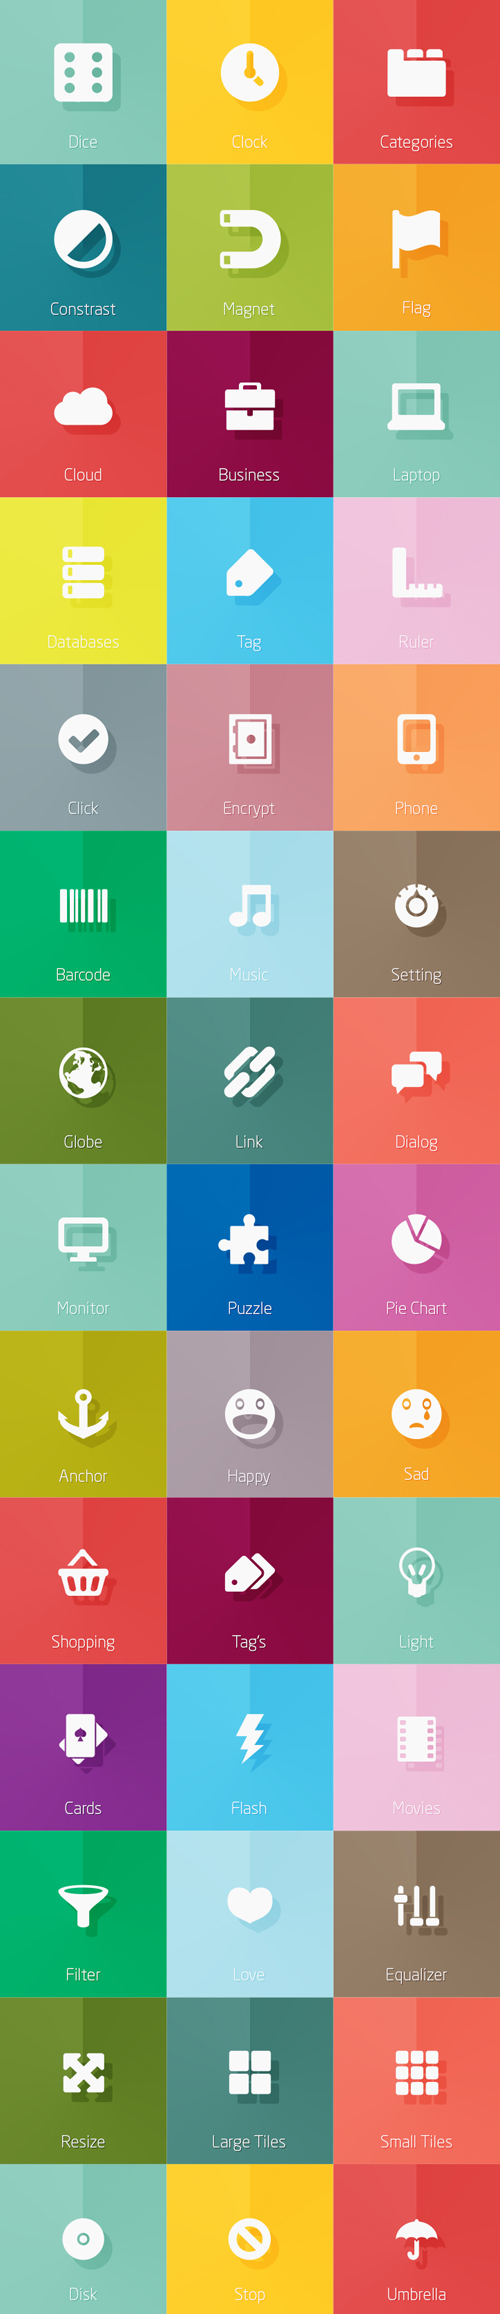 Dice Clock Categories
Constrast Magnet Flag
Cloud Business Laptop
Databases Tag Ruler
Click Encrypt Phone
Barcode Music Setting
Globe Link Dialog
Monitor Puzzle Pie Chart
Anchor Happy Sad
Shopping Tag's Light
Cards Flash Movies
Filter Love Equalizer
Resize Large Tiles Small Tiles
Disk Stop Umbrella